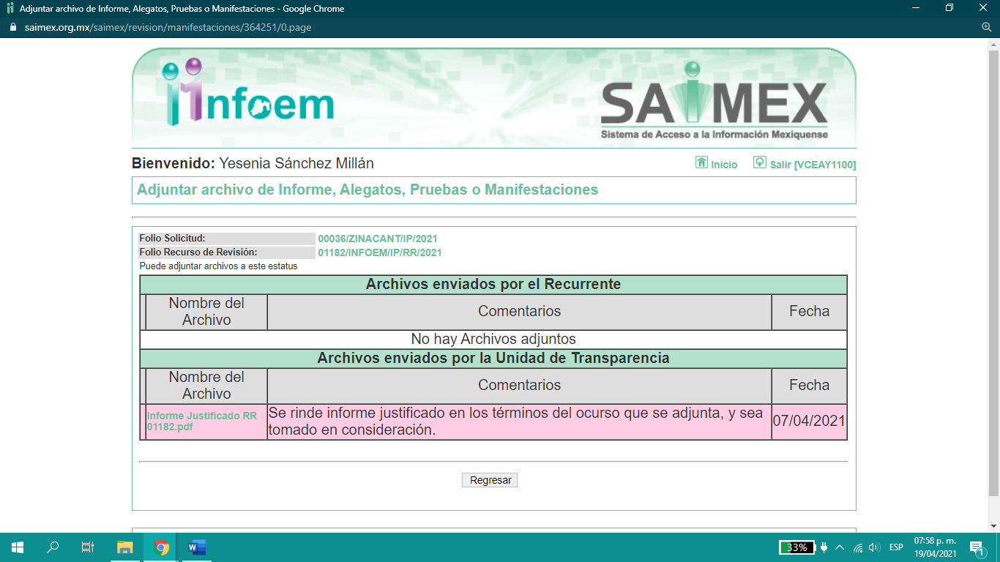 Adjuntar archivo de Informe, Alegatos, Pruebas o Manifestaciones - Google Chrome
saimex.org.mx/saimex/revision/manifestaciones/364251/0.page
infoem
SAIMEX
Sistema de Acceso a la Información Mexiquense
Bienvenido: Yesenia Sánchez Millán
Inicio
Salir [VCEAY1100]
Adjuntar archivo de Informe, Alegatos, Pruebas o Manifestaciones
Folio Solicitud: 00036/ZINACANT/IP/2021
Folio Recurso de Revisión: 01182/INFOEM/IP/RR/2021
Puede adjuntar archivos a este estatus
Archivos enviados por el Recurrente
Nombre del
Archivo
Comentarios
Fecha
No hay Archivos adjuntos
Archivos enviados por la Unidad de Transparencia
Nombre del
Archivo
Comentarios
Fecha
Informe Justificado RR
01182.pdf
Se rinde informe justificado en los términos del ocurso que se adjunta, y sea
tomado en consideración.
07/04/2021
Regresar
33%
ESP
07:58 p. m.
19/04/2021
1